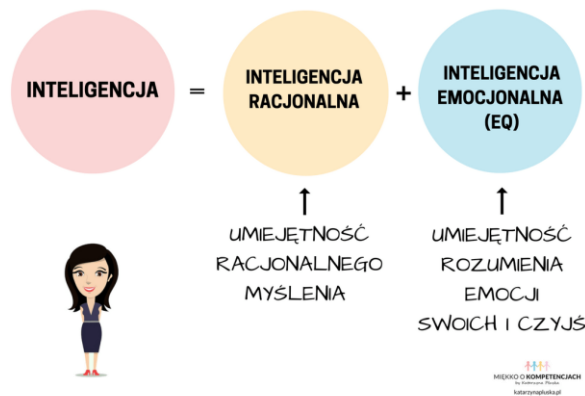 INTELIGENCJA
=
INTELIGENCJA
RACJONALNA
+
INTELIGENCJA
EMOCJONALNA
(EQ)
UMIEJĘTNOŚĆ
RACJONALNEGO
MYŚLENIA
UMIEJĘTNOŚĆ
ROZUMIENIA
EMOCJI
SWOICH I CZYJŚ
MIĘKKO O KOMPETENCJACH
by Katarzyna Pluska
katarzynapluska.pl